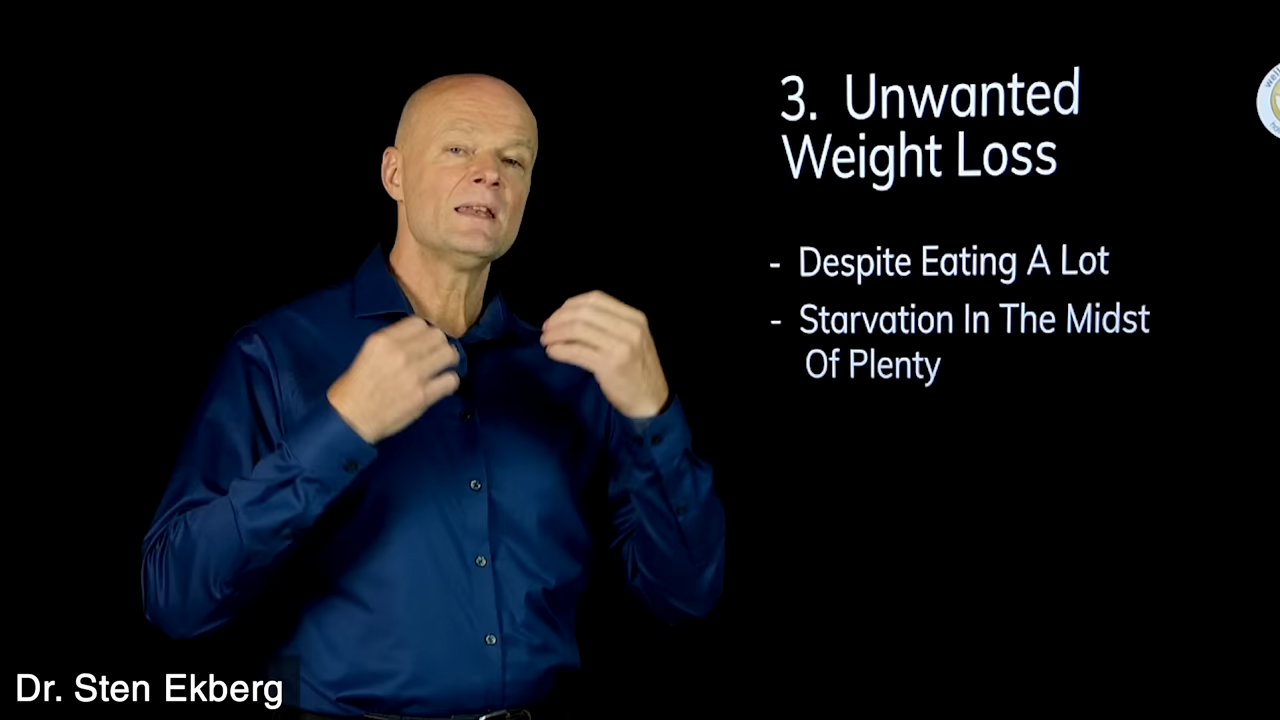 3. Unwanted
Weight Loss
- Despite Eating A Lot
- Starvation In The Midst
Of Plenty
Dr. Sten Ekberg